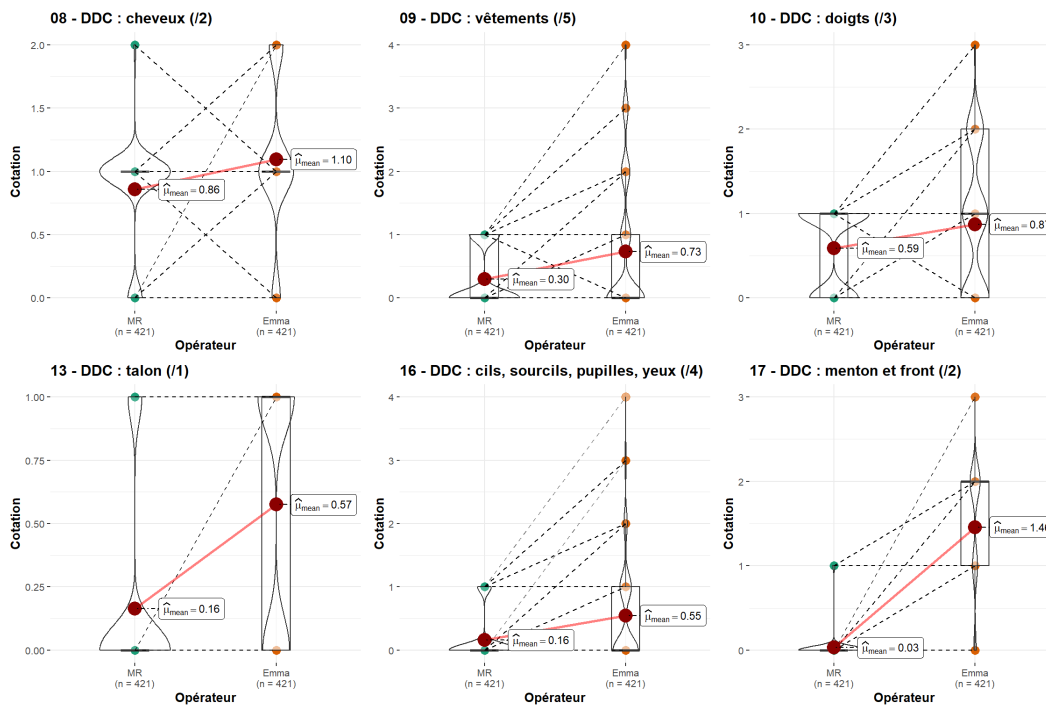 08 - DDC : cheveux (/2)
Cotation
2.0
1.5
1.0
0.5
0.0
μ̂mean = 0.86
μ̂mean = 1.10
MR
(n = 421)
Emma
(n = 421)
Opérateur
09 - DDC : vêtements (/5)
Cotation
4
3
2
1
0
μ̂mean = 0.30
μ̂mean = 0.73
MR
(n = 421)
Emma
(n = 421)
Opérateur
10 - DDC : doigts (/3)
Cotation
3
2
1
0
μ̂mean = 0.59
μ̂mean = 0.87
MR
(n = 421)
Emma
(n = 421)
Opérateur
13 - DDC : talon (/1)
Cotation
1.00
0.75
0.50
0.25
0.00
μ̂mean = 0.16
μ̂mean = 0.57
MR
(n = 421)
Emma
(n = 421)
Opérateur
16 - DDC : cils, sourcils, pupilles, yeux (/4)
Cotation
4
3
2
1
0
μ̂mean = 0.16
μ̂mean = 0.55
MR
(n = 421)
Emma
(n = 421)
Opérateur
17 - DDC : menton et front (/2)
Cotation
3
2
1
0
μ̂mean = 0.03
μ̂mean = 1.46
MR
(n = 421)
Emma
(n = 421)
Opérateur